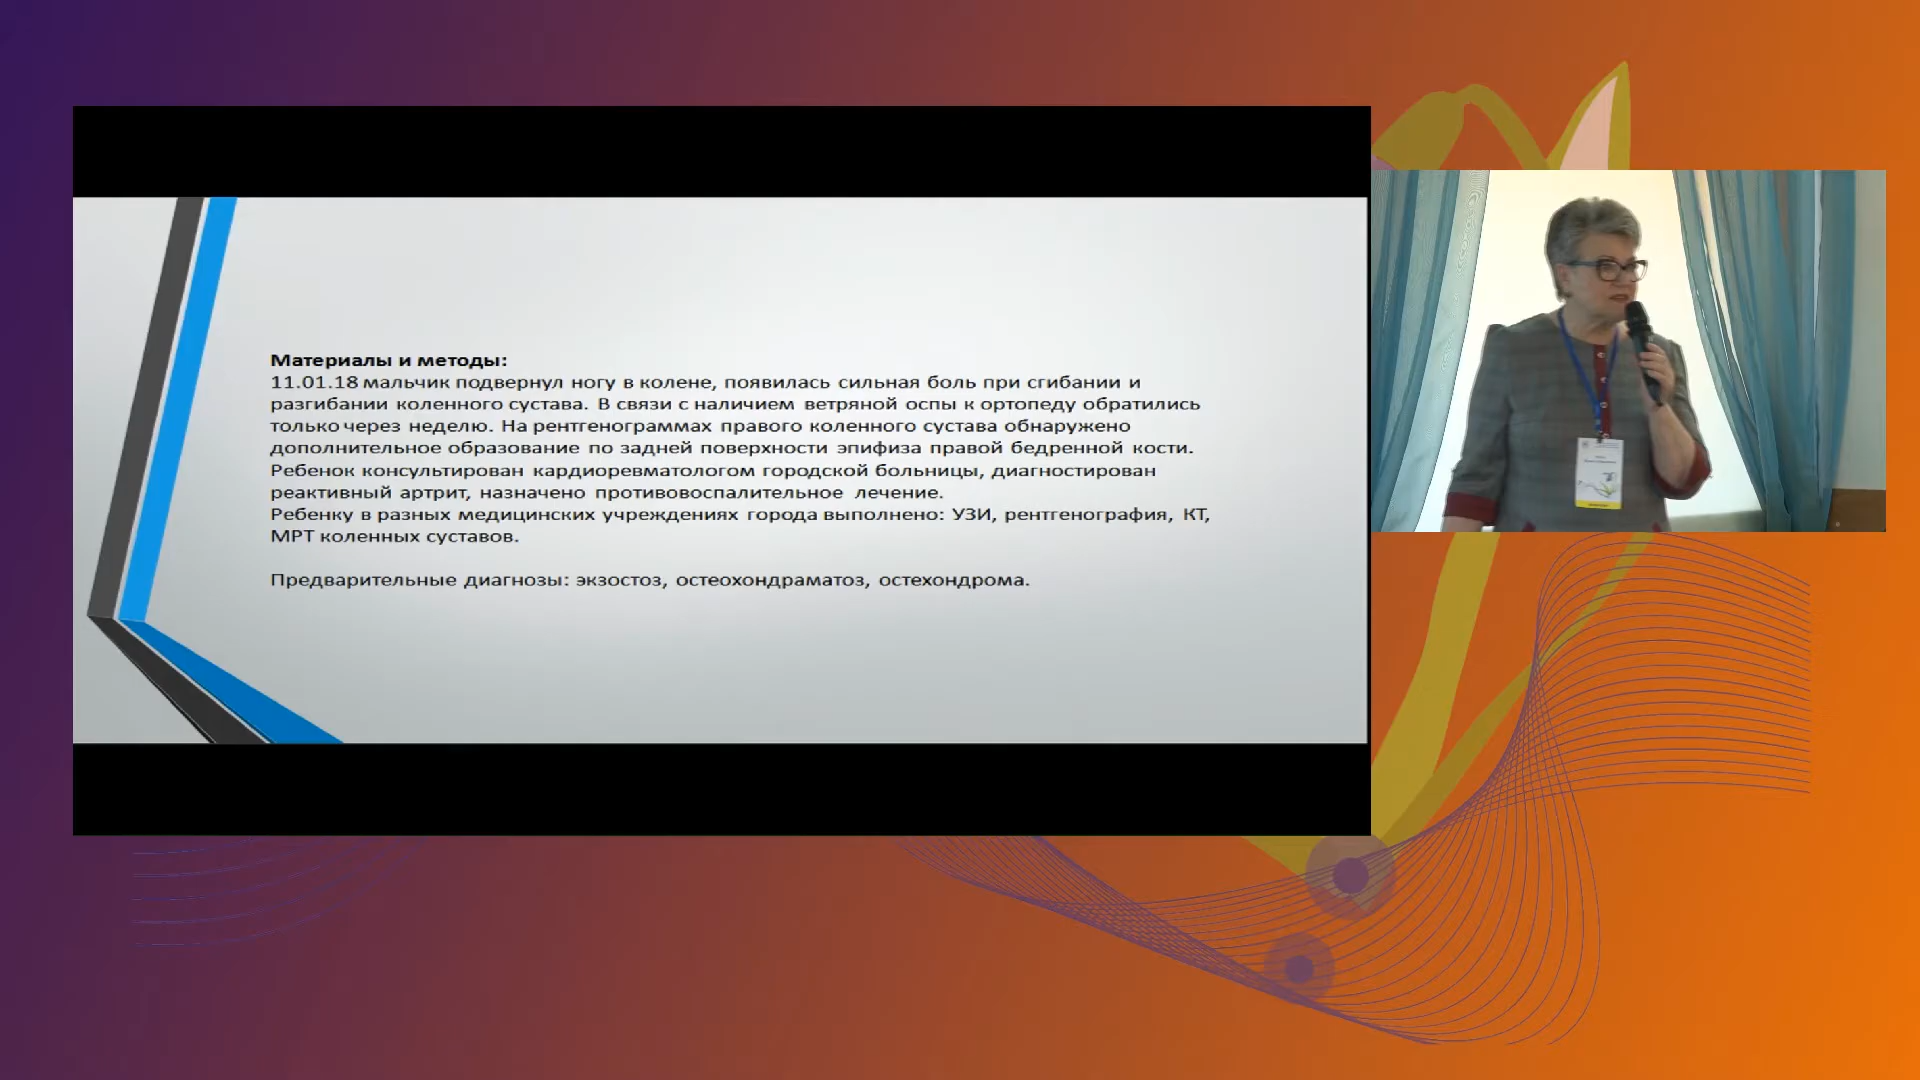 Материалы и методы:
11.01.18 мальчик подвернул ногу в колене, появилась сильная боль при сгибании и
разгибании коленного сустава. В связи с наличием ветряной оспы к ортопеду обратились
только через неделю. На рентгенограммах правого коленного сустава обнаружено
дополнительное образование по задней поверхности эпифиза правой бедренной кости.
Ребенок консультирован кардиоревматологом городской больницы, диагностирован
реактивный артрит, назначено противовоспалительное лечение.
Ребенку в разных медицинских учреждениях города выполнено: УЗИ, рентгенография, КТ,
МРТ коленных суставов.
Предварительные диагнозы: экзостоз, остеохондраматоз, остехондрома.